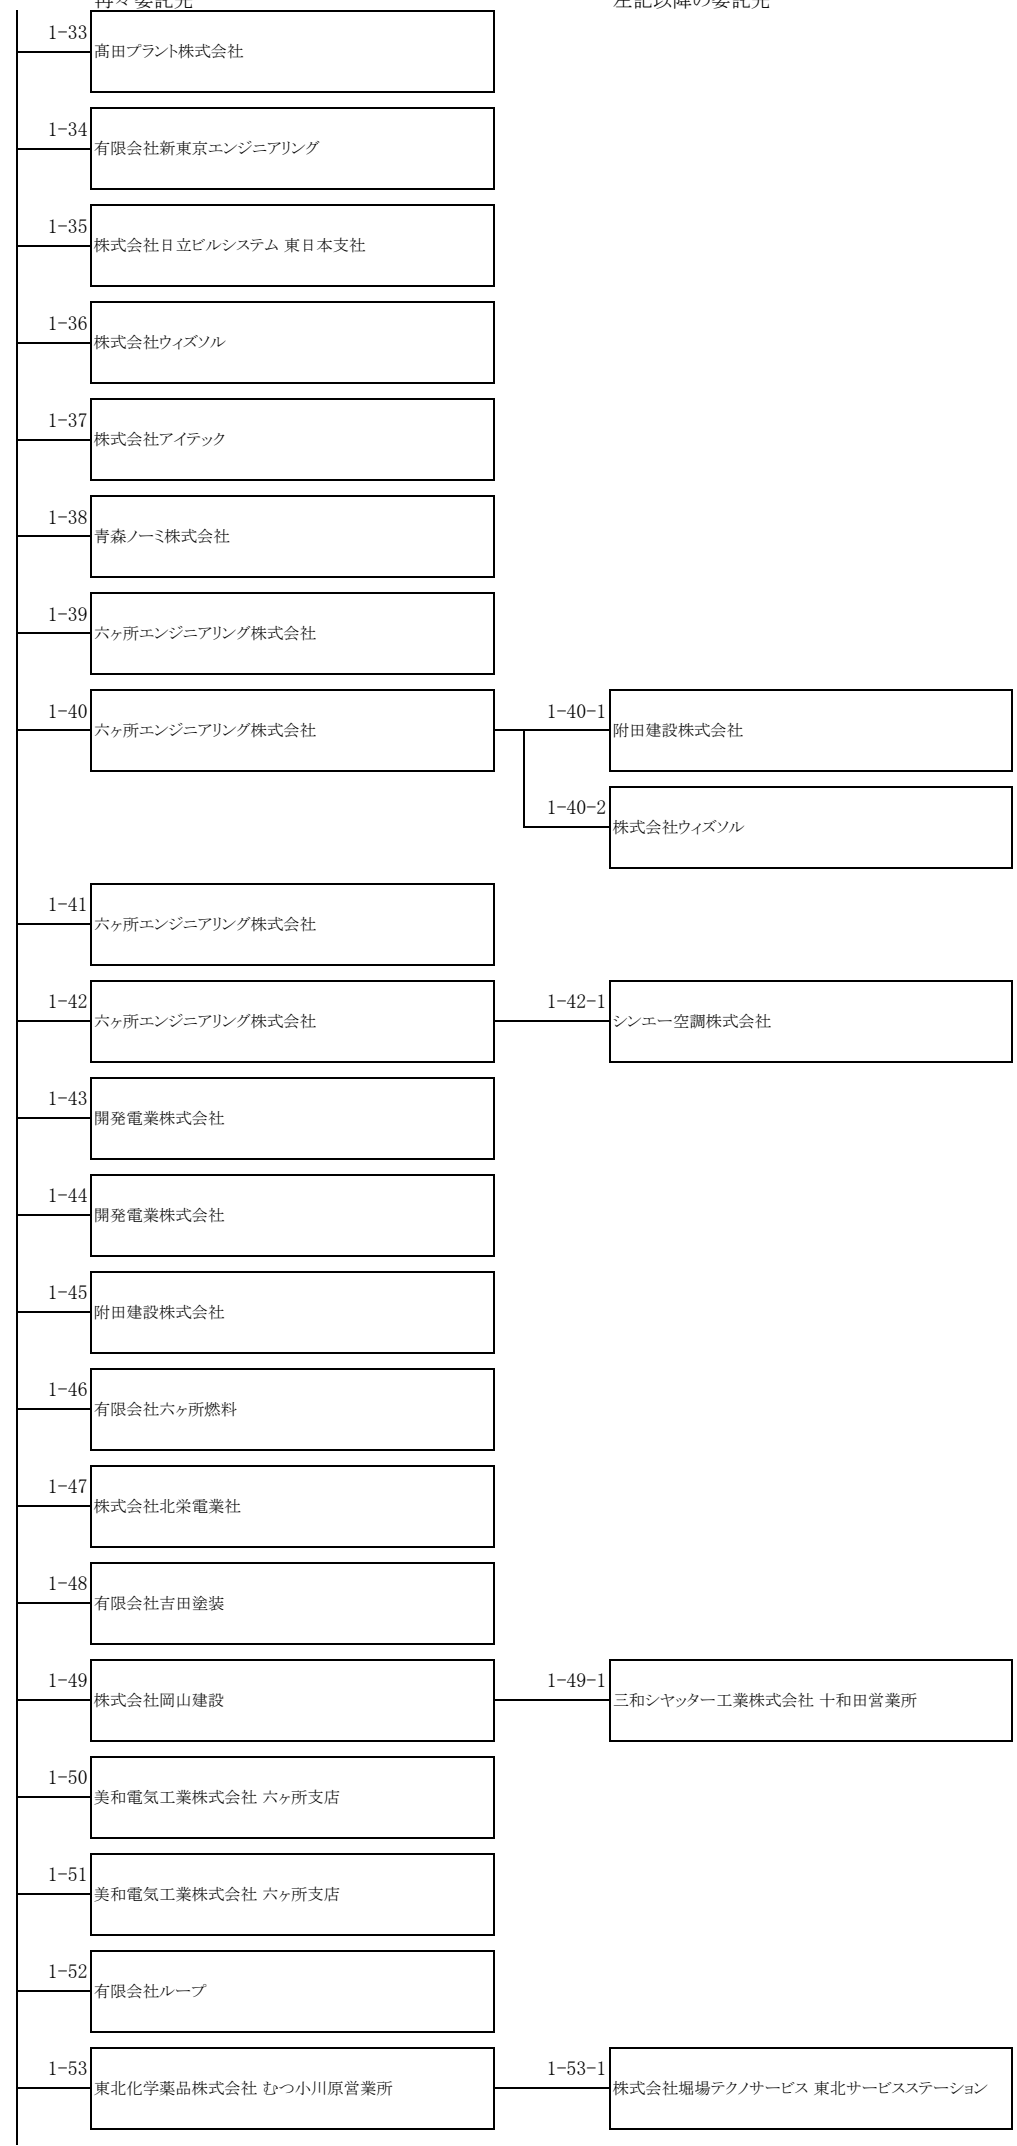 再々委託先 左記以降の委託先
1-33
髙田プラント株式会社
1-34
有限会社新東京エンジニアリング
1-35
株式会社日立ビルシステム 東日本支社
1-36
株式会社ウィズソル
1-37
株式会社アイテック
1-38
青森ノーミ株式会社
1-39
六ヶ所エンジニアリング株式会社
1-40
六ヶ所エンジニアリング株式会社
1-40-1
附田建設株式会社
1-40-2
株式会社ウィズソル
1-41
六ヶ所エンジニアリング株式会社
1-42
六ヶ所エンジニアリング株式会社
1-42-1
シンエー空調株式会社
1-43
開発電業株式会社
1-44
開発電業株式会社
1-45
附田建設株式会社
1-46
有限会社六ヶ所燃料
1-47
株式会社北栄電業社
1-48
有限会社吉田塗装
1-49
株式会社岡山建設
1-49-1
三和シヤッター工業株式会社 十和田営業所
1-50
美和電気工業株式会社 六ヶ所支店
1-51
美和電気工業株式会社 六ヶ所支店
1-52
有限会社ループ
1-53
東北化学薬品株式会社 むつ小川原営業所
1-53-1
株式会社堀場テクノサービス 東北サービスステーション